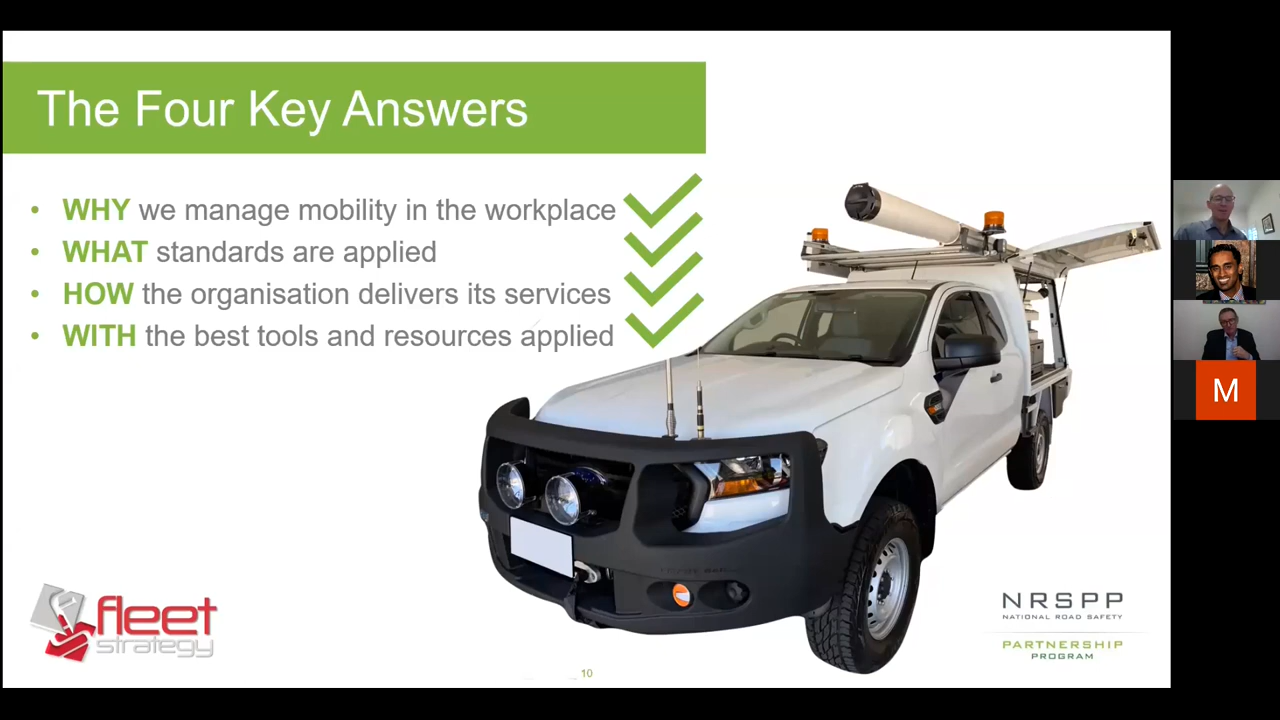 The Four Key Answers
• WHY we manage mobility in the workplace
• WHAT standards are applied
• HOW the organisation delivers its services
• WITH the best tools and resources applied
fleet
strategy
10
NRSPP
NATIONAL ROAD SAFETY
PARTNERSHIP
PROGRAM
M